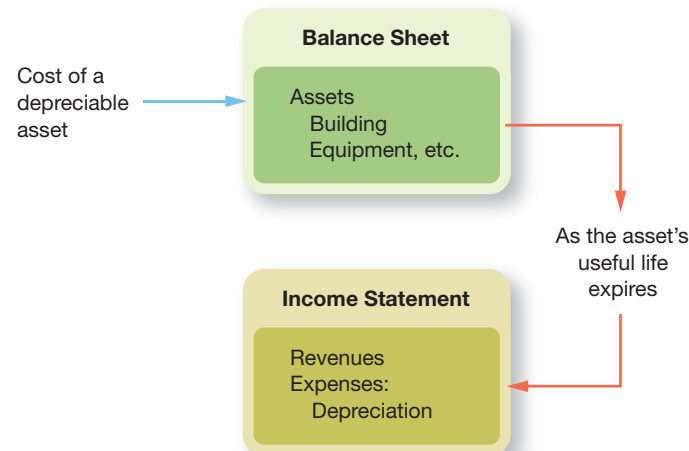 Balance Sheet
Cost of a
depreciable
asset
Assets
Building
Equipment, etc.
As the asset’s
useful life
expires
Income Statement
Revenues
Expenses:
Depreciation